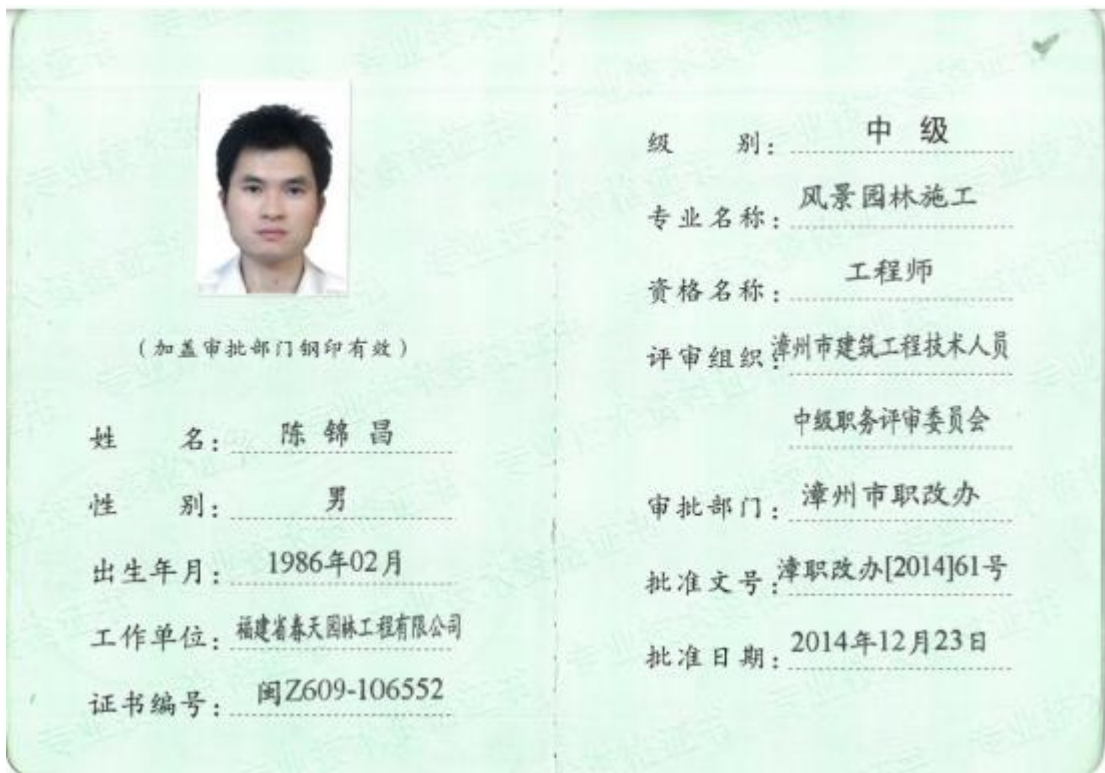 (加盖审批部门钢印有效)
姓 名: 陈锦昌
性 别: 男
出生年月: 1986年02月
工作单位: 福建省春天园林工程有限公司
证书编号: 闽Z609-106552
级 别: 中 级
专业名称: 风景园林施工
资格名称: 工程师
评审组织: 漳州市建筑工程技术人员
中级职务评审委员会
审批部门: 漳州市职改办
批准文号: 漳职改办[2014]61号
批准日期: 2014年12月23日